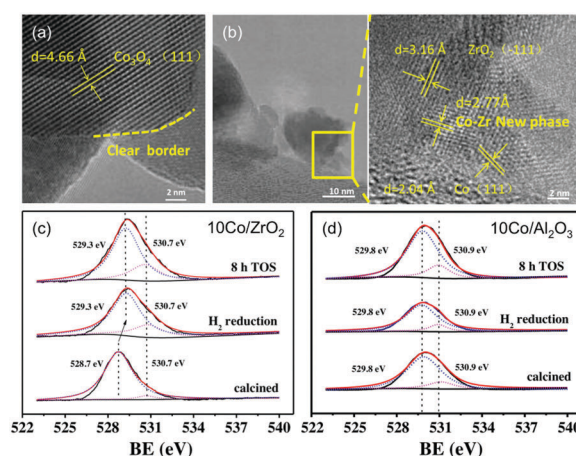 (a)
d=4.66 Å
Co₃O₄ (111)
Clear border
2 nm
(b)
10 nm
d=3.16 Å
ZrO₂ (-111)
d=2.77Å
Co-Zr New phase
d=2.04 Å
Co (111)
2 nm
(c)
10Co/ZrO₂
529.3 eV
530.7 eV
8 h TOS
529.3 eV
530.7 eV
H₂ reduction
528.7 eV
530.7 eV
calcined
522 525 528 531 534 537 540
BE (eV)
(d)
10Co/Al₂O₃
529.8 eV
530.9 eV
8 h TOS
529.8 eV
530.9 eV
H₂ reduction
529.8 eV
530.9 eV
calcined
522 525 528 531 534 537 540
BE (eV)